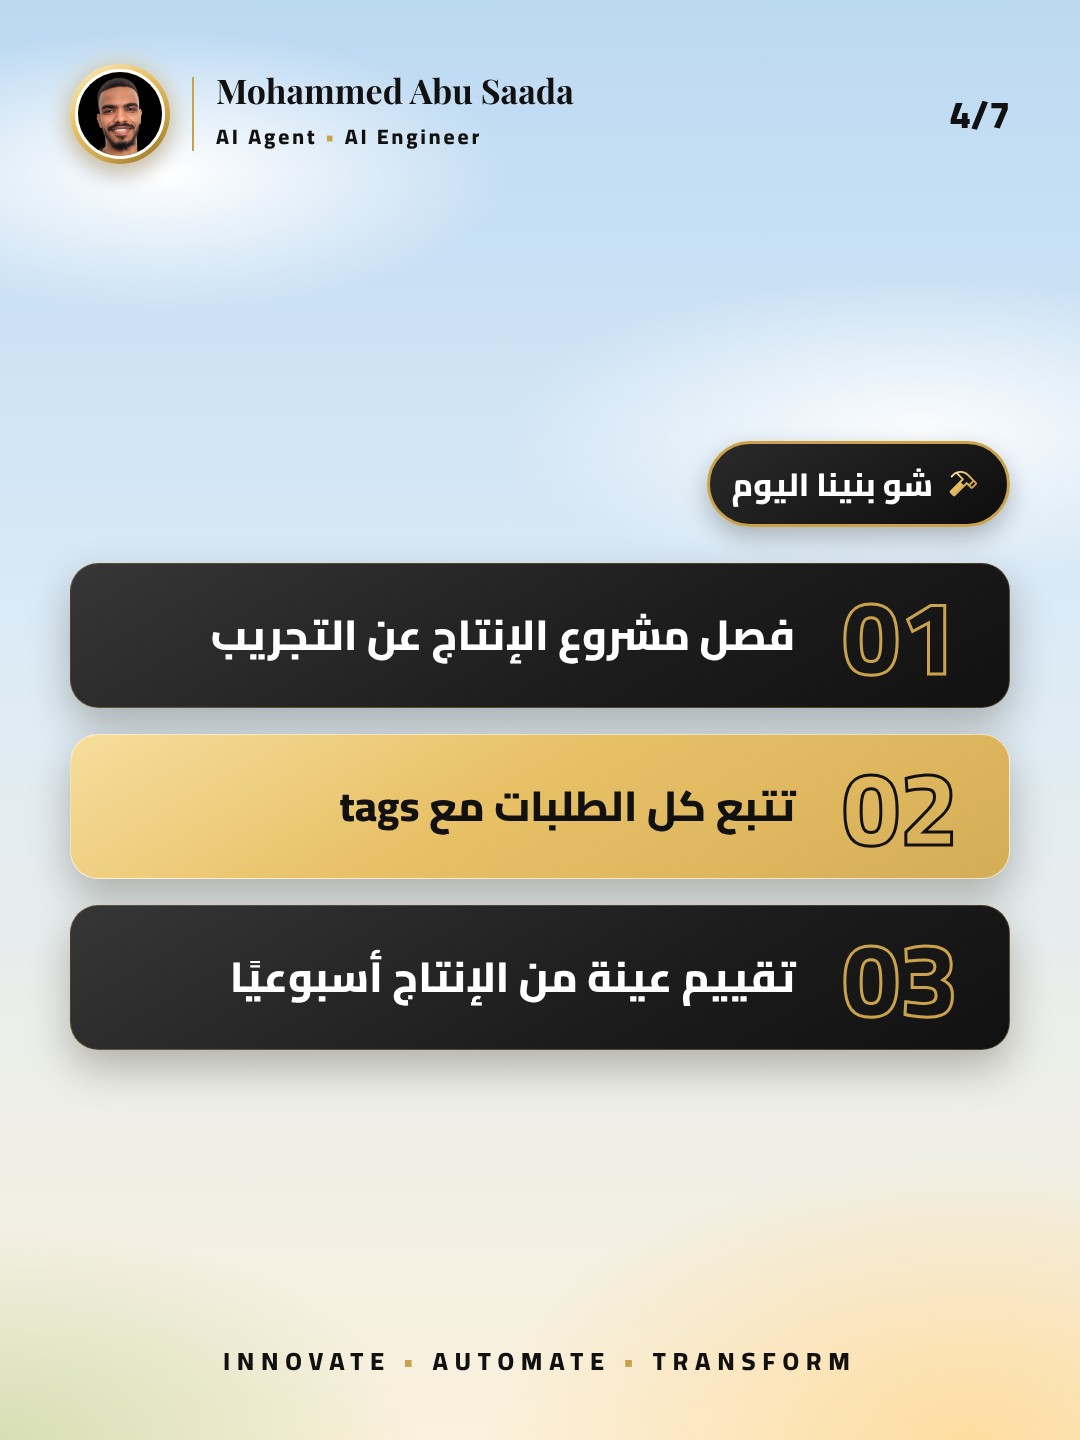 Mohammed Abu Saada
AI Agent ▪ AI Engineer
4/7
شو بنينا اليوم
01 فصل مشروع الإنتاج عن التجريب
02 تتبع كل الطلبات مع tags
03 تقييم عينة من الإنتاج أسبوعيًا
INNOVATE ▪ AUTOMATE ▪ TRANSFORM